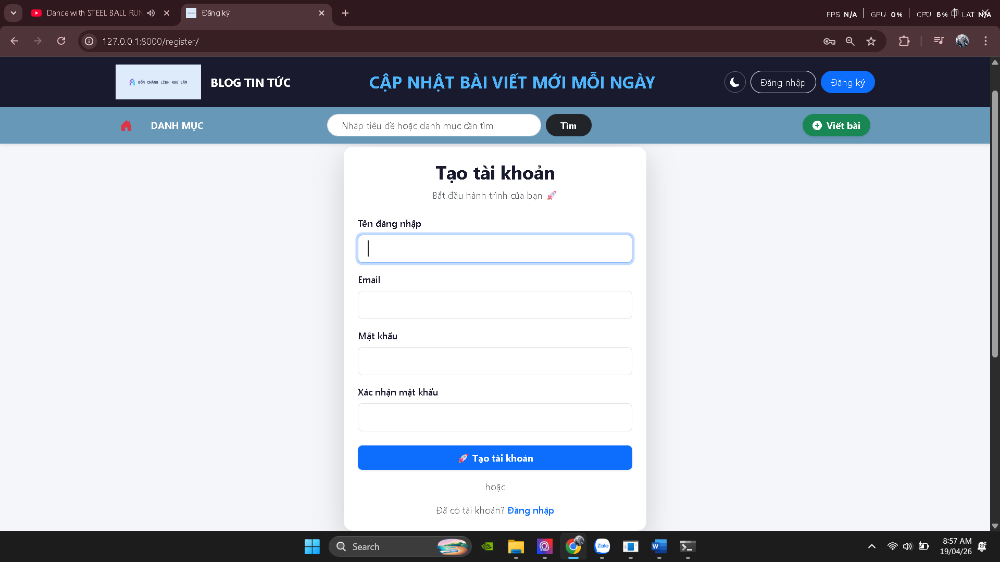 Dance with STEEL BALL RUN
Đăng ký
FPS N/A
GPU 0%
CPU 6%
LAT N/A
127.0.0.1:8000/register/
BỐN CHÀNG LÍNH NGỰ LÂM
BLOG TIN TỨC
CẬP NHẬT BÀI VIẾT MỚI MỖI NGÀY
Đăng nhập
Đăng ký
DANH MỤC
Nhập tiêu đề hoặc danh mục cần tìm
Tìm
Viết bài
Tạo tài khoản
Bắt đầu hành trình của bạn 🚀
Tên đăng nhập
Email
Mật khẩu
Xác nhận mật khẩu
🚀 Tạo tài khoản
hoặc
Đã có tài khoản? Đăng nhập
Search
Zalo
8:57 AM
19/04/26